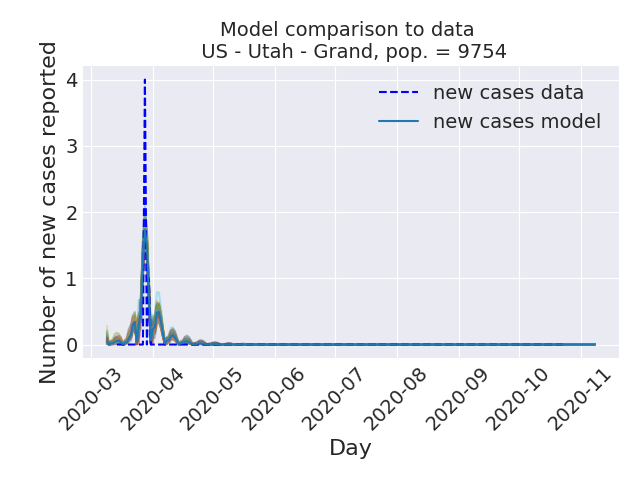 Model comparison to data
US - Utah - Grand, pop. = 9754
new cases data
new cases model
Number of new cases reported
4
3
2
1
0
2020-03
2020-04
2020-05
2020-06
2020-07
2020-08
2020-09
2020-10
2020-11
Day